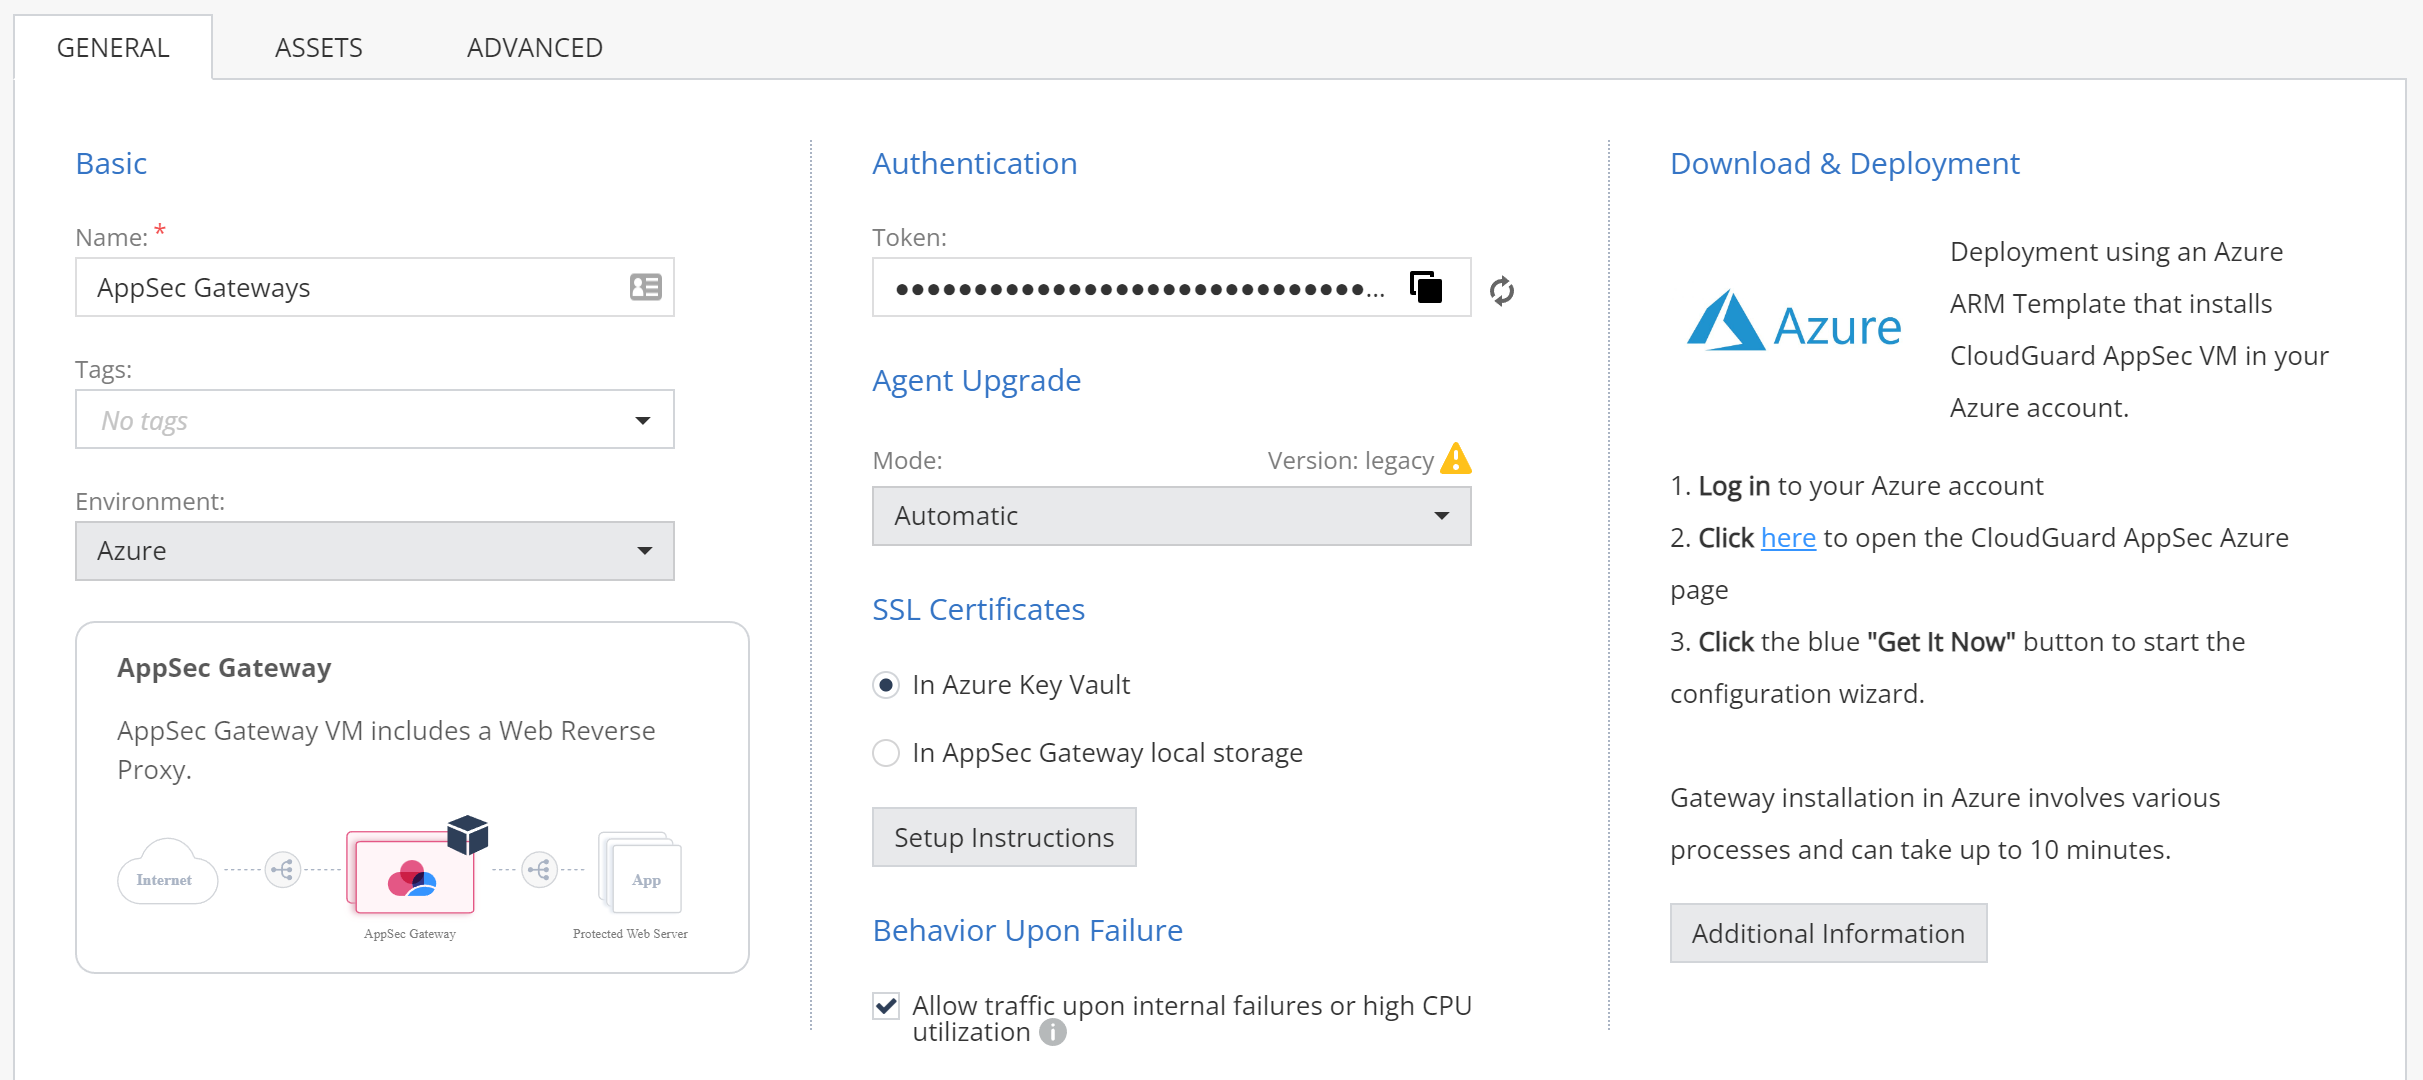 GENERAL
ASSETS
ADVANCED
Basic
Name: *
AppSec Gateways
Tags:
No tags
Environment:
Azure
AppSec Gateway
AppSec Gateway VM includes a Web Reverse
Proxy.
Internet
App
AppSec Gateway
Protected Web Server
Authentication
Token:
••••••••••••••••••••••••••••••...
Agent Upgrade
Mode:
Version: legacy
Automatic
SSL Certificates
In Azure Key Vault
In AppSec Gateway local storage
Setup Instructions
Behavior Upon Failure
Allow traffic upon internal failures or high CPU
utilization
Download & Deployment
Azure
Deployment using an Azure
ARM Template that installs
CloudGuard AppSec VM in your
Azure account.
1. Log in to your Azure account
2. Click here to open the CloudGuard AppSec Azure
page
3. Click the blue "Get It Now" button to start the
configuration wizard.
Gateway installation in Azure involves various
processes and can take up to 10 minutes.
Additional Information